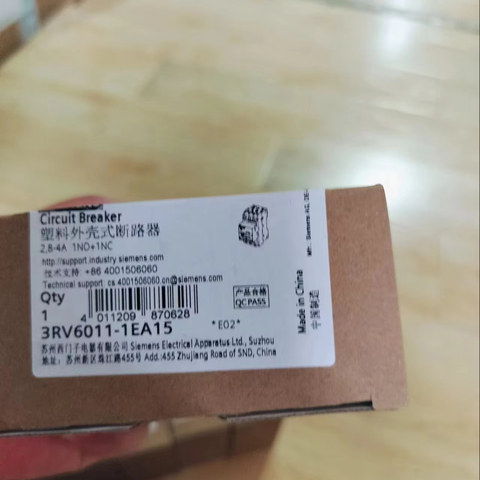 Circuit Breaker
塑料外壳式断路器
2,8-4A 1NO+1NC
http://support.industry.siemens.com
技术支持: +86 4001506060
Technical support: cs.4001506060.cn@siemens.com
Qty
1
4 011209 870628
产品合格
QC PASS
3RV6011-1EA15
*E02*
苏州西门子电器有限公司 Siemens Electrical Apparatus Ltd., Suzhou
地址:苏州新区珠江路455号 Add.:455 Zhujiang Road of SND, China
Made in China
中国制造
Mfr.: Siemens AG, DE-